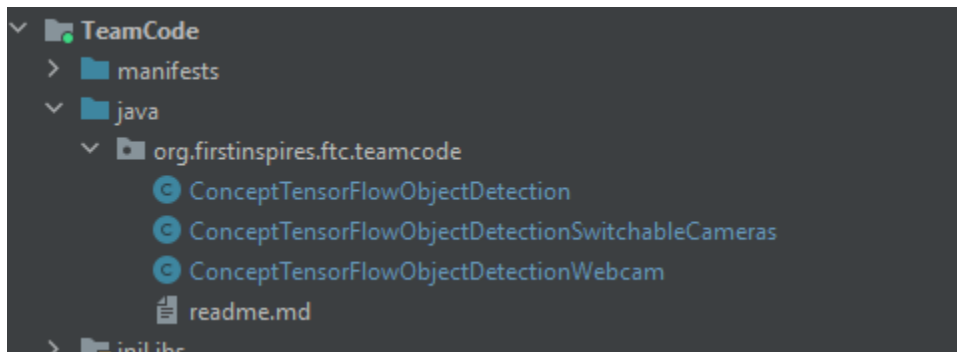 TeamCode
manifests
java
org.firstinspires.ftc.teamcode
ConceptTensorFlowObjectDetection
ConceptTensorFlowObjectDetectionSwitchableCameras
ConceptTensorFlowObjectDetectionWebcam
readme.md